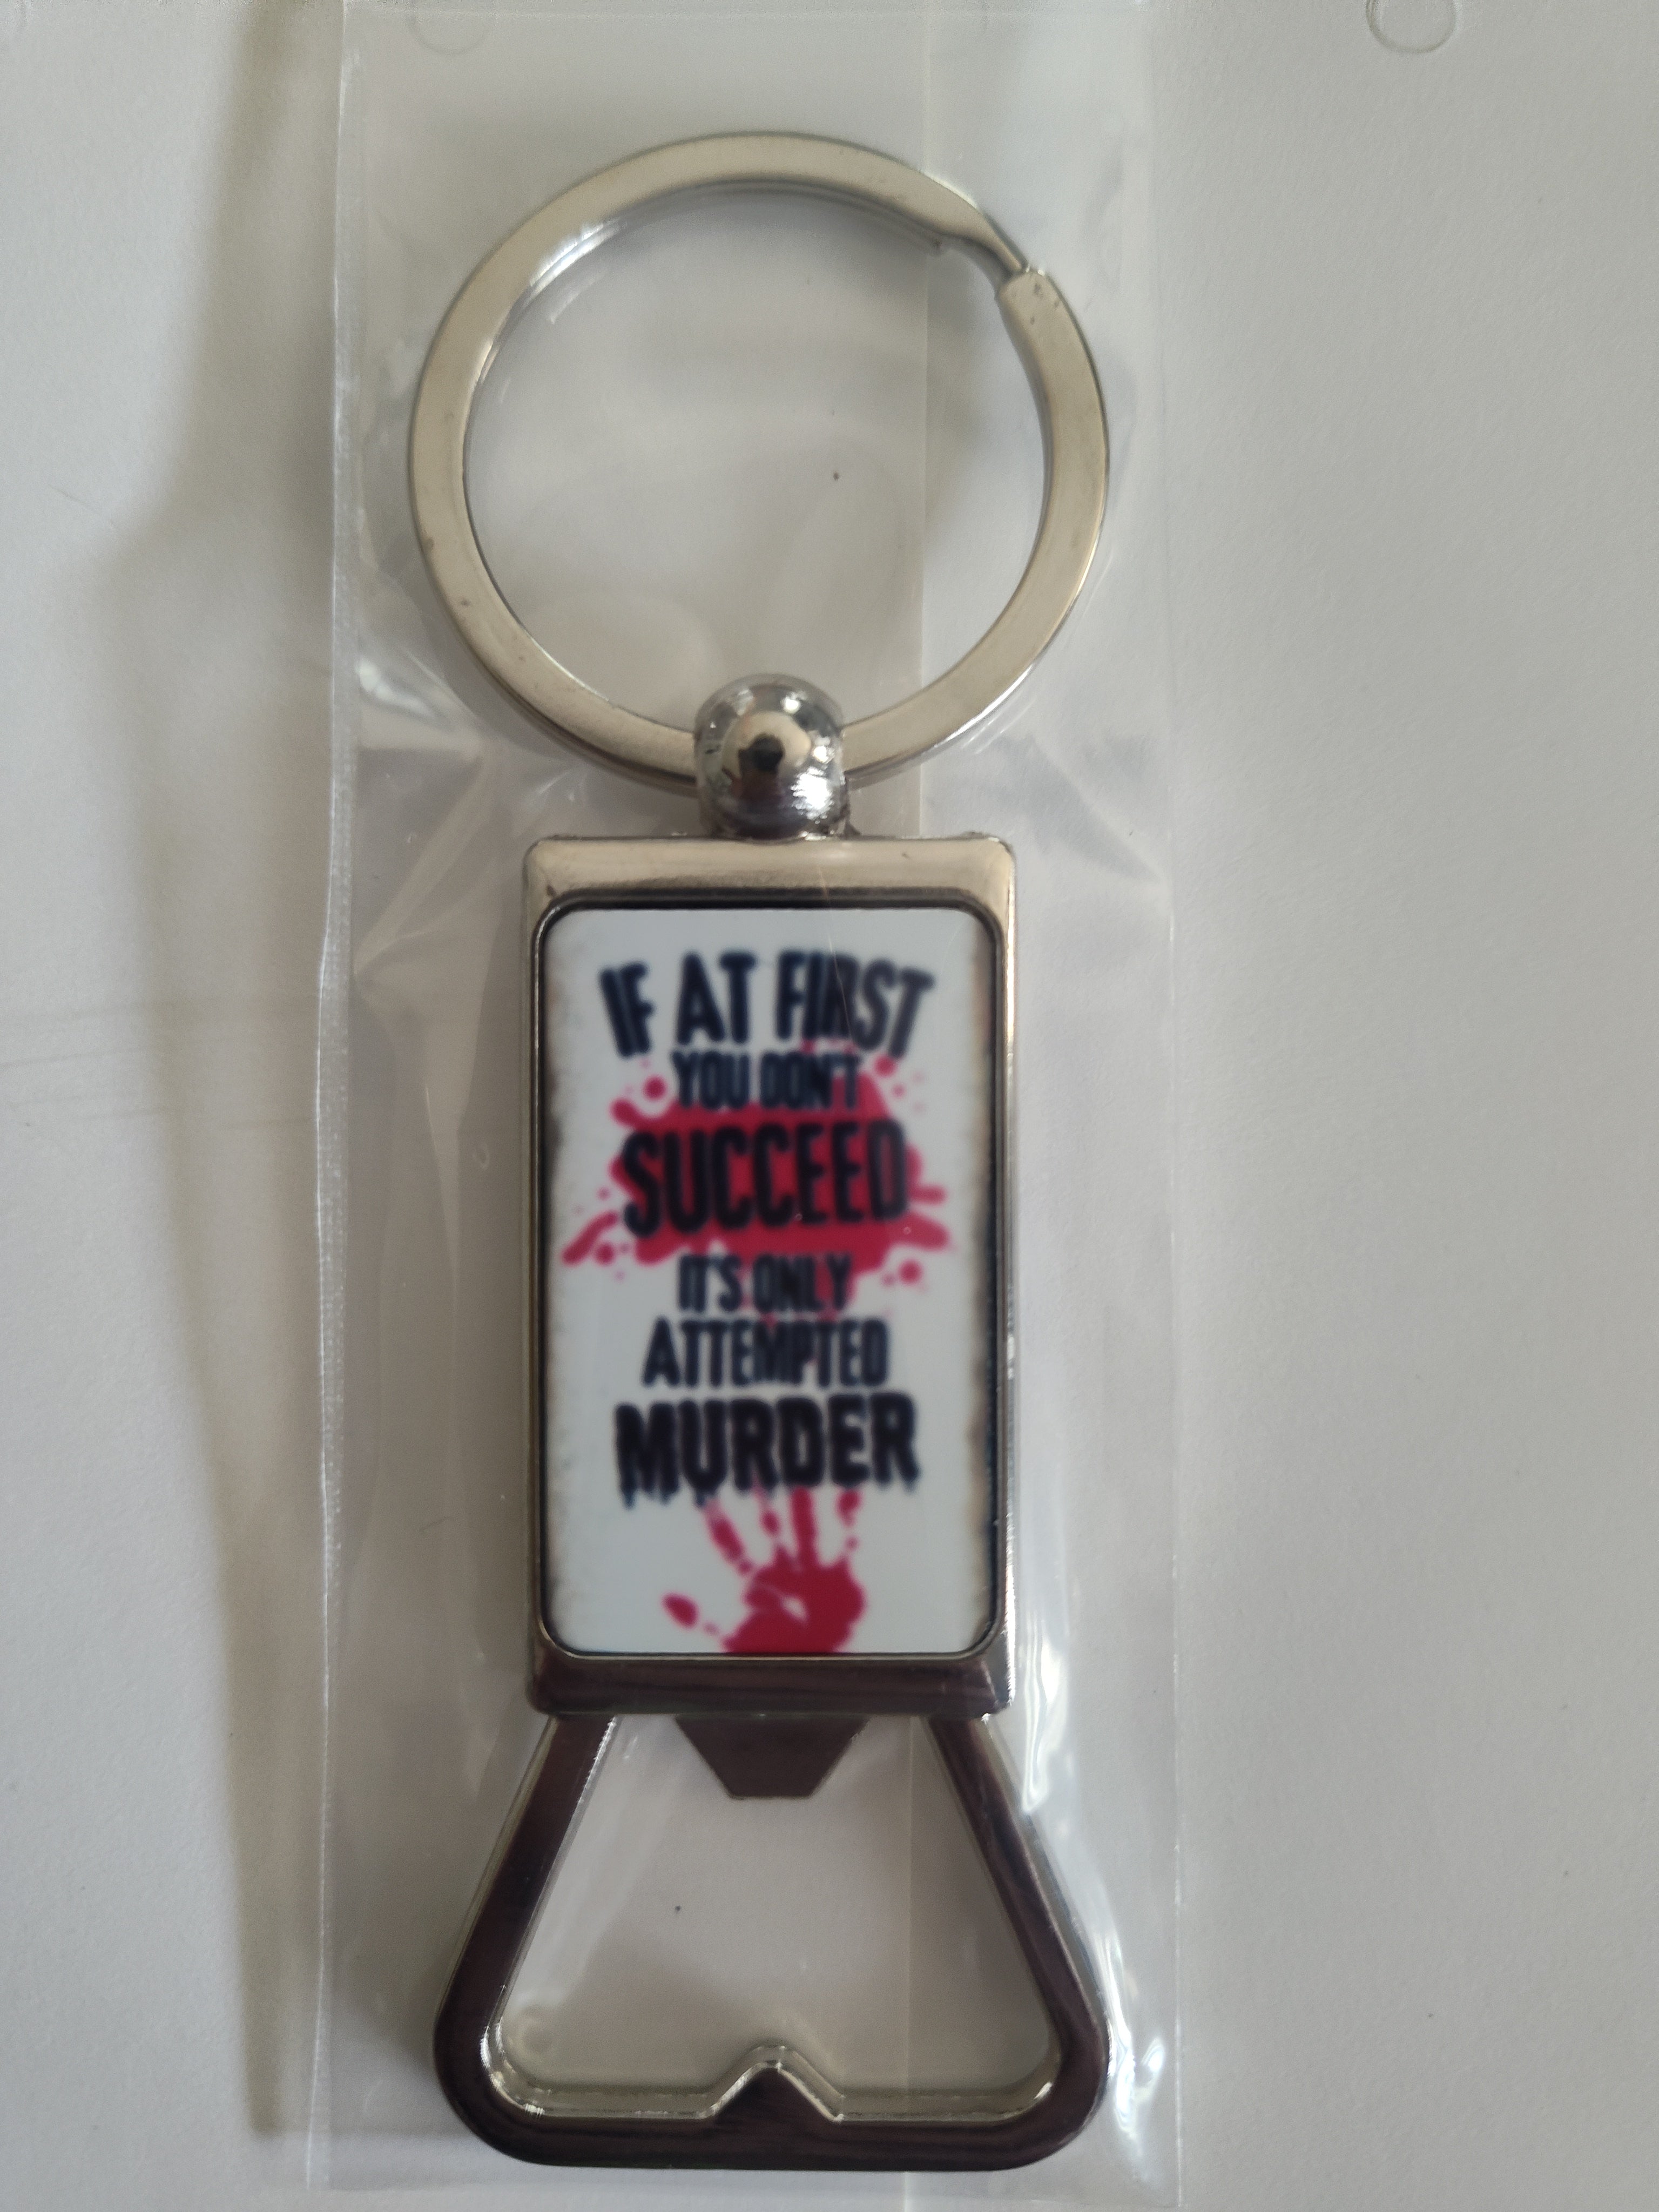 IF AT FIRST
YOU DON'T
SUCCEED
IT'S ONLY
ATTEMPTED
MURDER